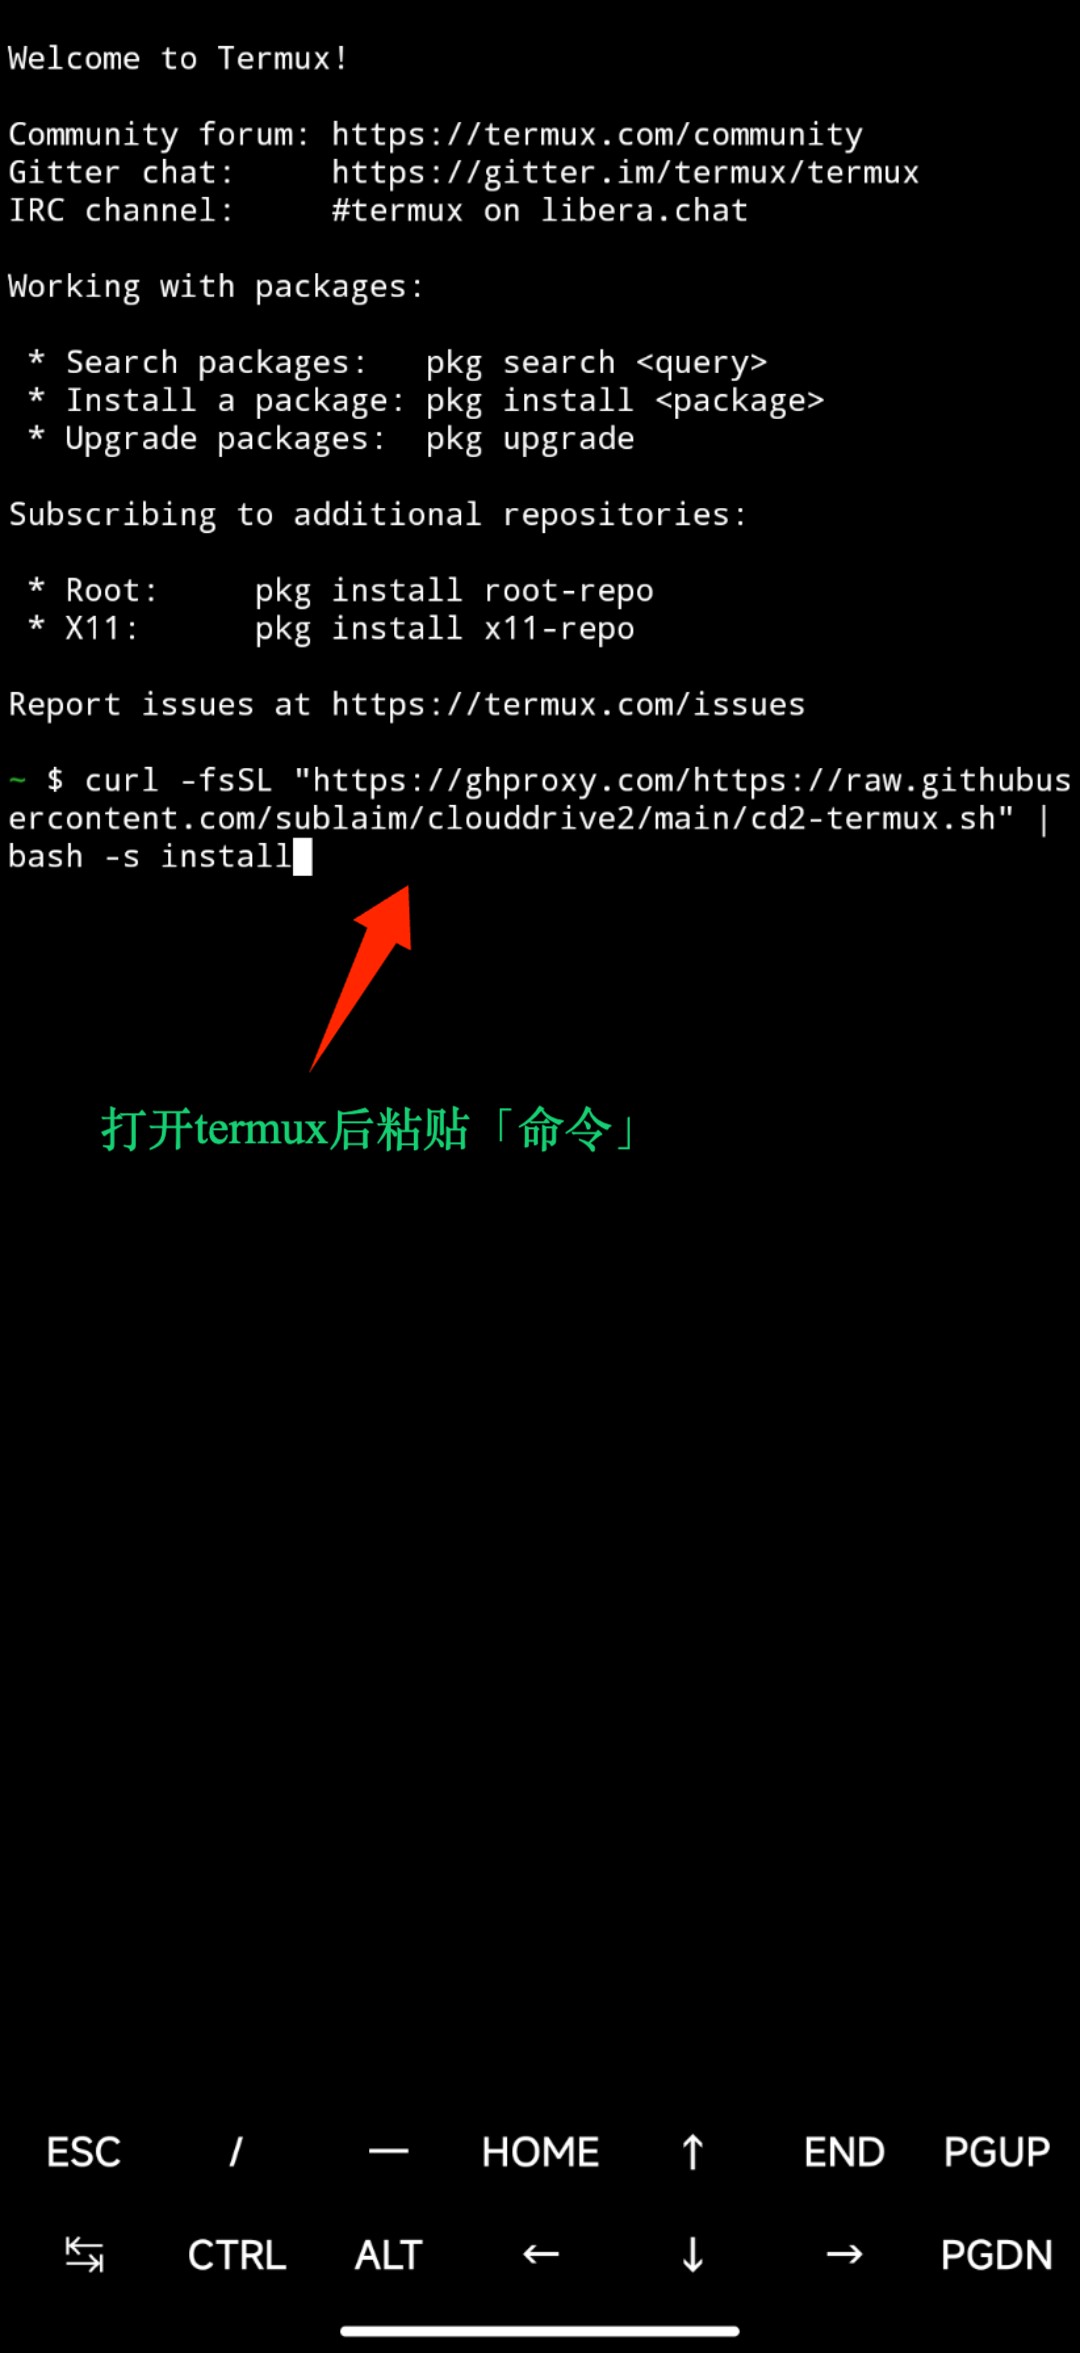 Welcome to Termux!
Community forum: https://termux.com/community
Gitter chat:     https://gitter.im/termux/termux
IRC channel:     #termux on libera.chat
Working with packages:
 * Search packages:   pkg search <query>
 * Install a package: pkg install <package>
 * Upgrade packages:  pkg upgrade
Subscribing to additional repositories:
 * Root:     pkg install root-repo
 * X11:      pkg install x11-repo
Report issues at https://termux.com/issues
~ $ curl -fsSL "https://ghproxy.com/https://raw.githubus
ercontent.com/sublaim/clouddrive2/main/cd2-termux.sh" |
bash -s install
打开termux后粘贴「命令」
ESC / — HOME ↑ END PGUP
↹ CTRL ALT ← ↓ → PGDN